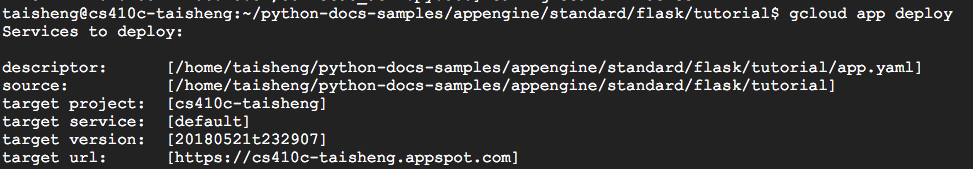 taisheng@cs410c-taisheng:~/python-docs-samples/appengine/standard/flask/tutorial$ gcloud app deploy
Services to deploy:
descriptor:      [/home/taisheng/python-docs-samples/appengine/standard/flask/tutorial/app.yaml]
source:          [/home/taisheng/python-docs-samples/appengine/standard/flask/tutorial]
target project:  [cs410c-taisheng]
target service:  [default]
target version:  [20180521t232907]
target url:      [https://cs410c-taisheng.appspot.com]